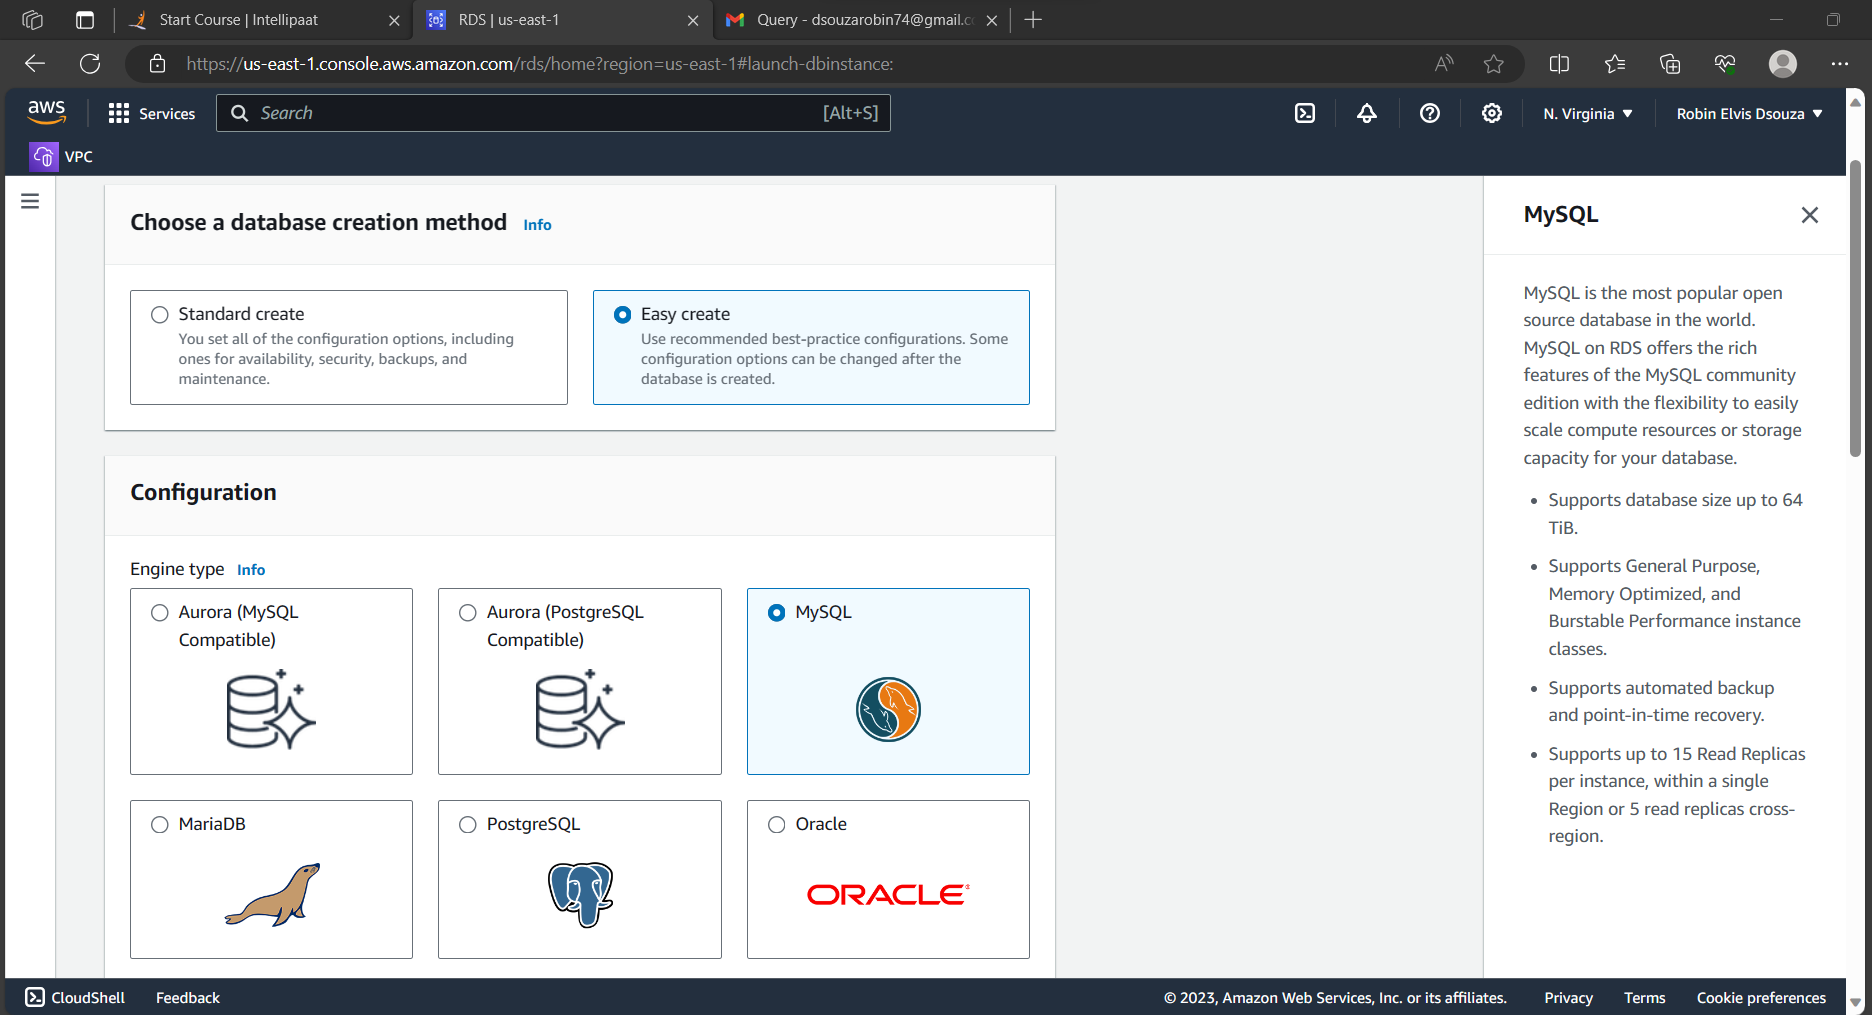 Start Course | Intellipaat
RDS | us-east-1
Query - dsouzarobin74@gmail.c
https://us-east-1.console.aws.amazon.com/rds/home?region=us-east-1#launch-dbinstance:
aws
Services
Search
[Alt+S]
N. Virginia
Robin Elvis Dsouza
VPC
Choose a database creation method Info
Standard create
You set all of the configuration options, including
ones for availability, security, backups, and
maintenance.
Easy create
Use recommended best-practice configurations. Some
configuration options can be changed after the
database is created.
Configuration
Engine type Info
Aurora (MySQL
Compatible)
Aurora (PostgreSQL
Compatible)
MySQL
MariaDB
PostgreSQL
Oracle
ORACLE
MySQL
MySQL is the most popular open
source database in the world.
MySQL on RDS offers the rich
features of the MySQL community
edition with the flexibility to easily
scale compute resources or storage
capacity for your database.
• Supports database size up to 64
TiB.
• Supports General Purpose,
Memory Optimized, and
Burstable Performance instance
classes.
• Supports automated backup
and point-in-time recovery.
• Supports up to 15 Read Replicas
per instance, within a single
Region or 5 read replicas cross-
region.
CloudShell
Feedback
© 2023, Amazon Web Services, Inc. or its affiliates.
Privacy
Terms
Cookie preferences